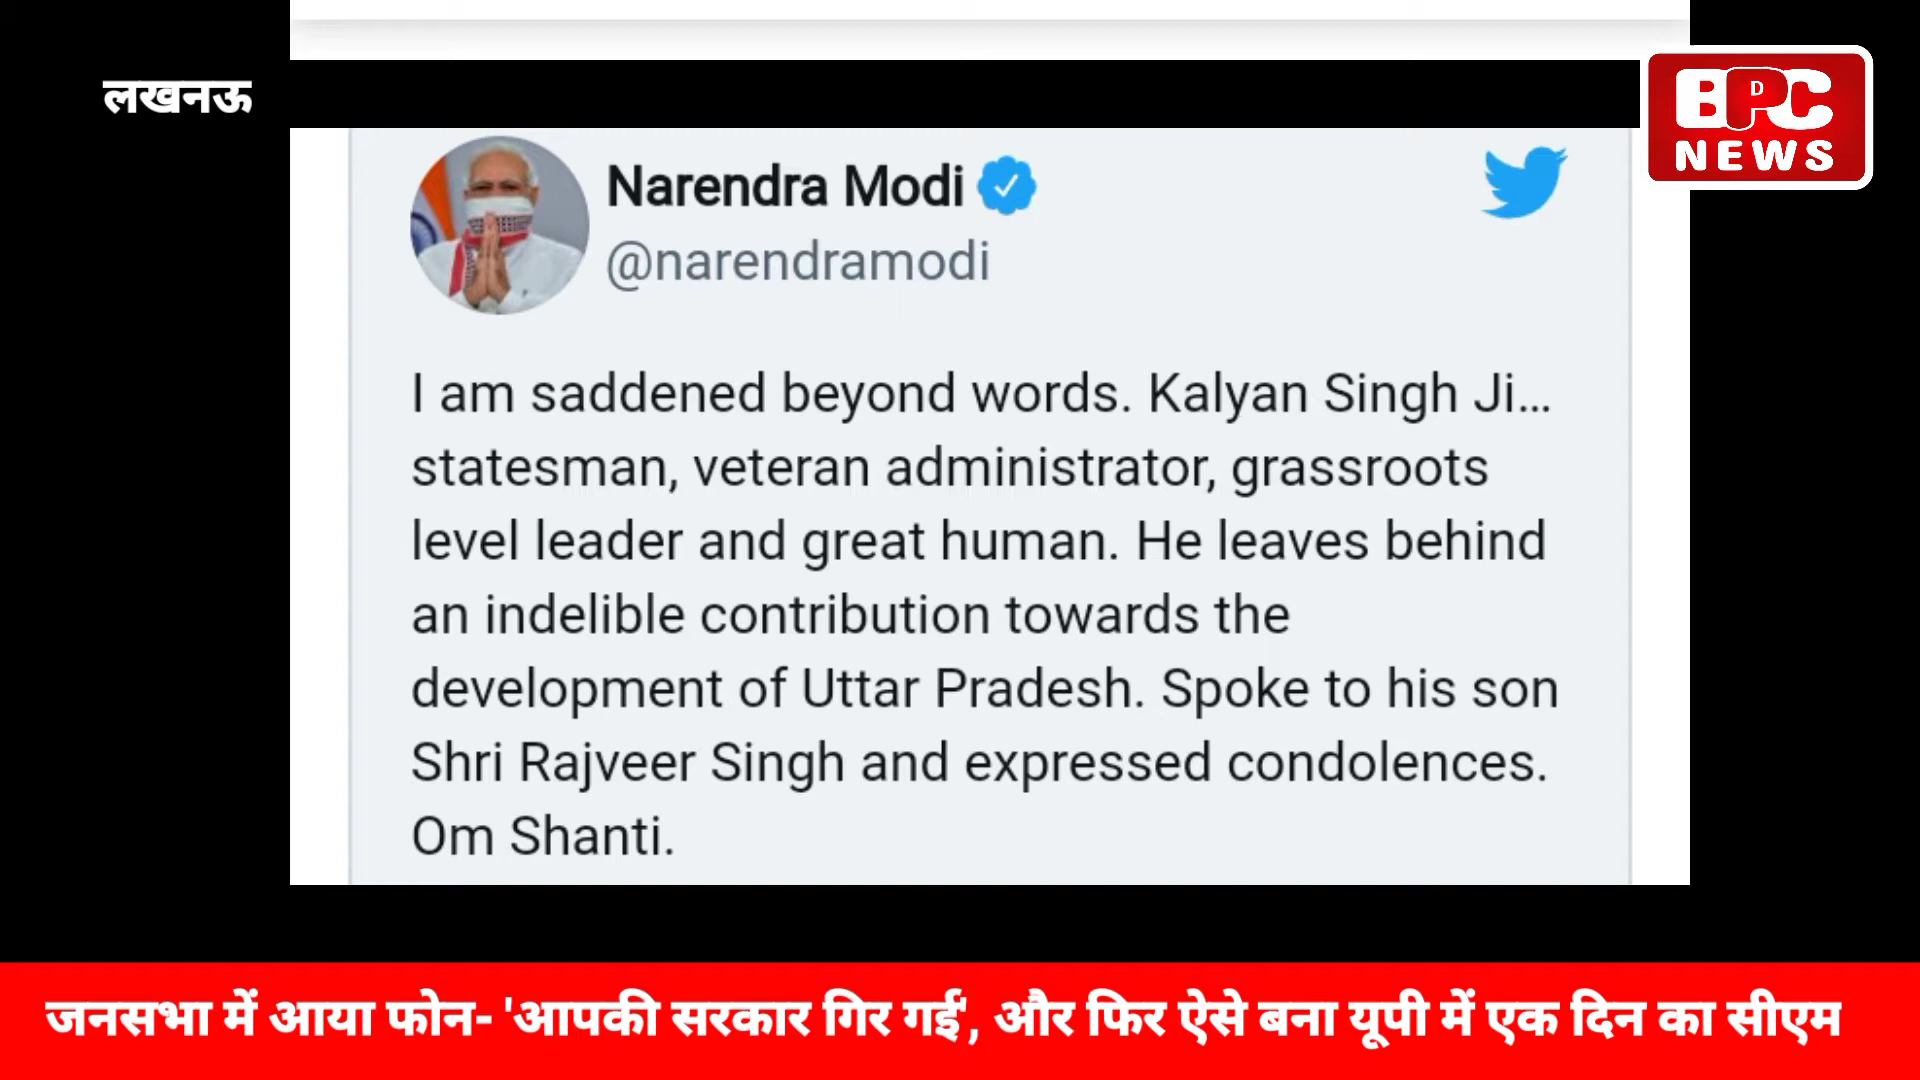 लखनऊ
BPC
D
NEWS
Narendra Modi
@narendramodi
I am saddened beyond words. Kalyan Singh Ji…
statesman, veteran administrator, grassroots
level leader and great human. He leaves behind
an indelible contribution towards the
development of Uttar Pradesh. Spoke to his son
Shri Rajveer Singh and expressed condolences.
Om Shanti.
जनसभा में आया फोन- 'आपकी सरकार गिर गई', और फिर ऐसे बना यूपी में एक दिन का सीएम